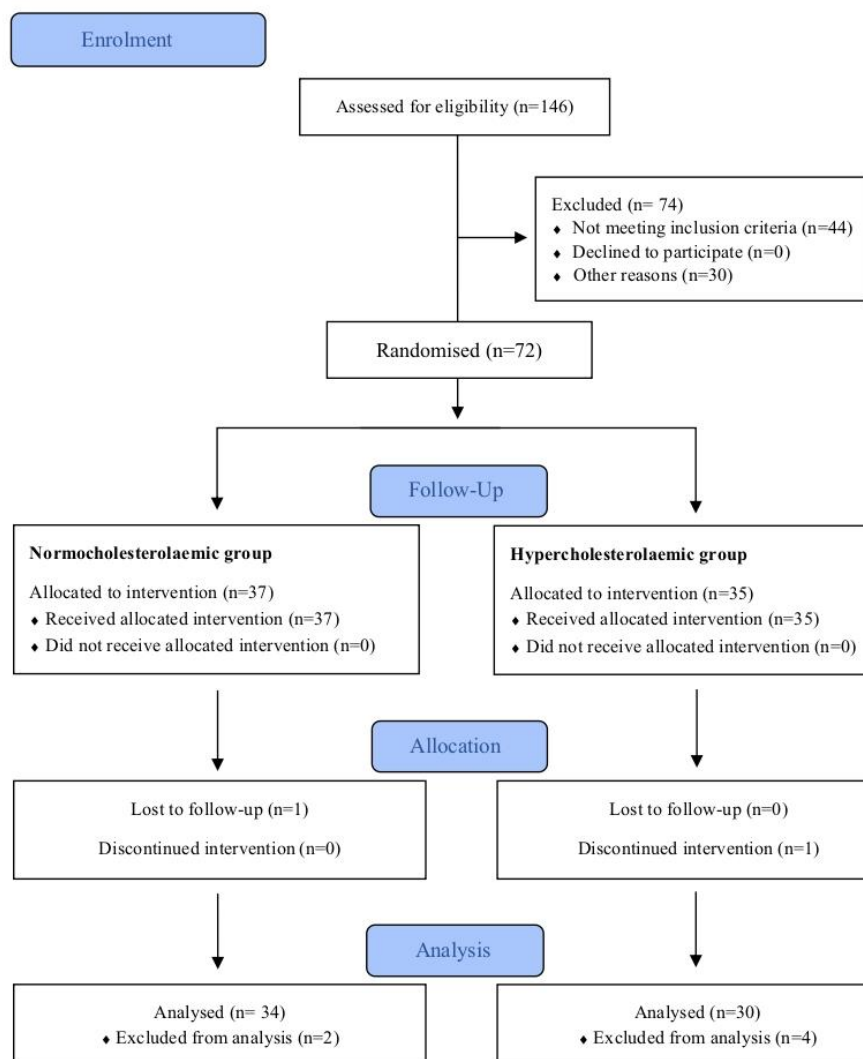 Enrolment
Assessed for eligibility (n=146)
Excluded (n= 74)
♦ Not meeting inclusion criteria (n=44)
♦ Declined to participate (n=0)
♦ Other reasons (n=30)
Randomised (n=72)
Follow-Up
Normocholesterolaemic group
Allocated to intervention (n=37)
♦ Received allocated intervention (n=37)
♦ Did not receive allocated intervention (n=0)
Hypercholesterolaemic group
Allocated to intervention (n=35)
♦ Received allocated intervention (n=35)
♦ Did not receive allocated intervention (n=0)
Allocation
Lost to follow-up (n=1)
Discontinued intervention (n=0)
Lost to follow-up (n=0)
Discontinued intervention (n=1)
Analysis
Analysed (n= 34)
♦ Excluded from analysis (n=2)
Analysed (n=30)
♦ Excluded from analysis (n=4)